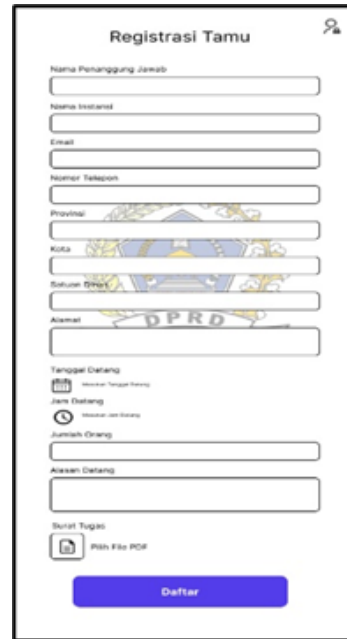 Registrasi Tamu
Nama Penanggung Jawab
Nama Instansi
Email
Nomor Telepon
Provinsi
Kota
Satuan Dinas
Alamat
DPRD
Tanggal Datang
Masukan Tanggal Datang
Jam Datang
Masukan Jam Datang
Jumlah Orang
Alasan Datang
Surat Tugas
Pilih File PDF
Daftar